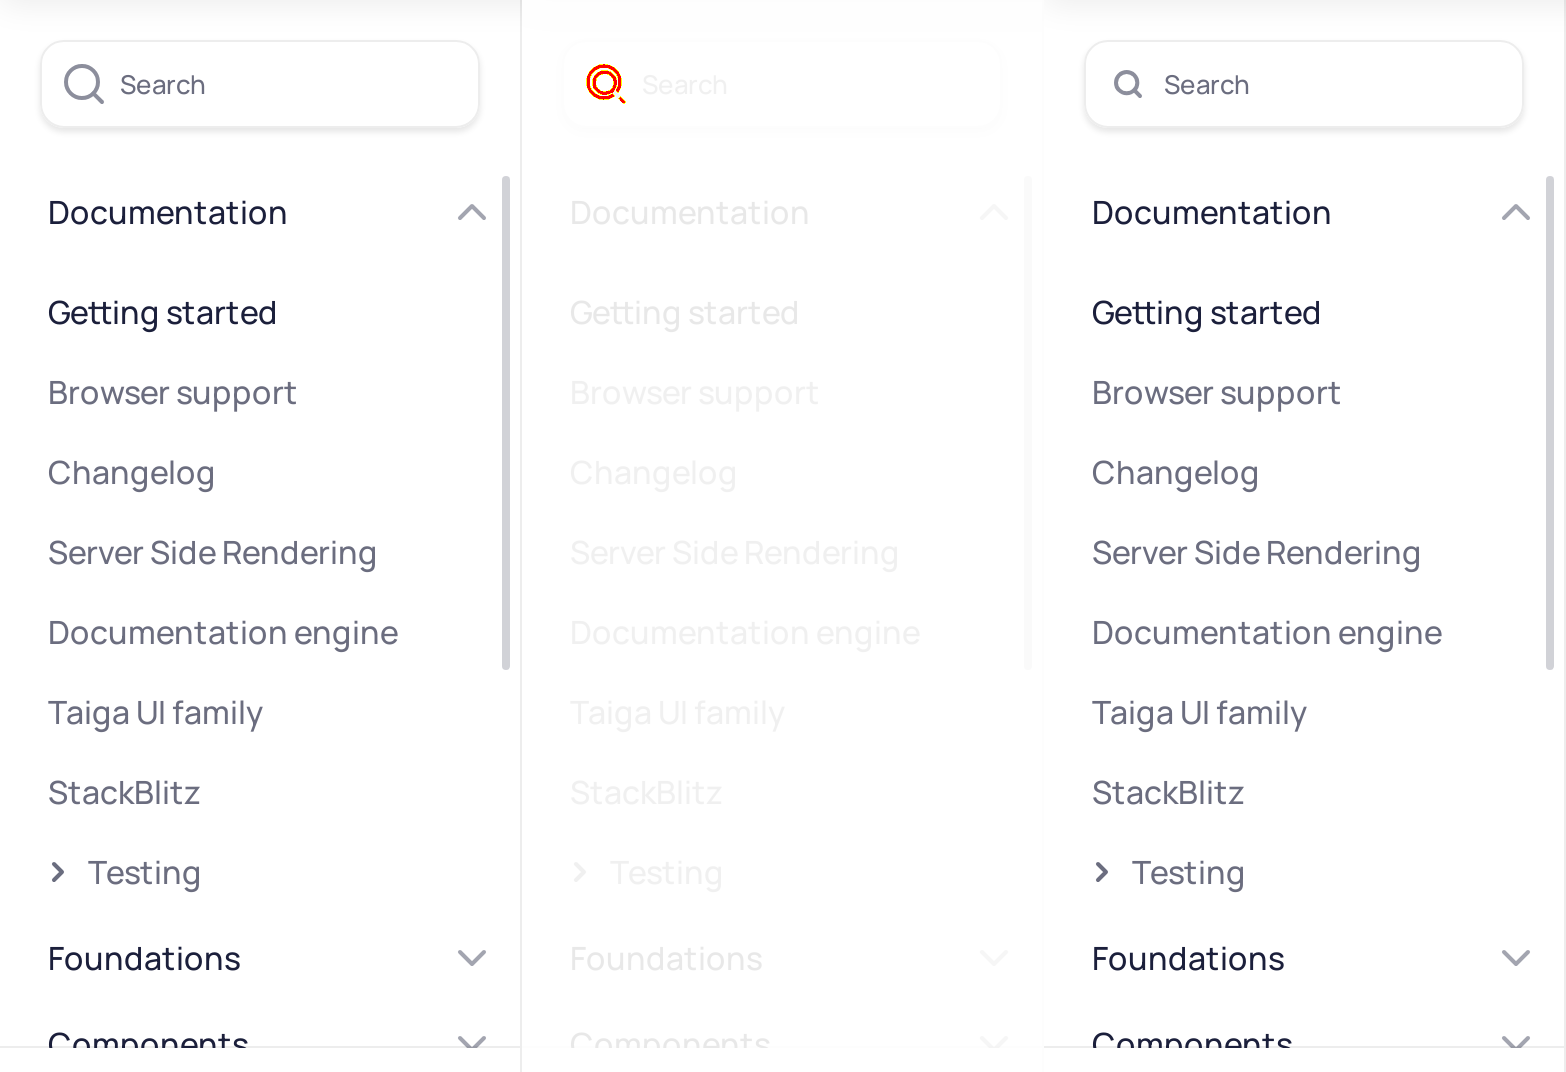 Search
Documentation
Getting started
Browser support
Changelog
Server Side Rendering
Documentation engine
Taiga UI family
StackBlitz
Testing
Foundations
Components
Search
Documentation
Getting started
Browser support
Changelog
Server Side Rendering
Documentation engine
Taiga UI family
StackBlitz
Testing
Foundations
Components
Search
Documentation
Getting started
Browser support
Changelog
Server Side Rendering
Documentation engine
Taiga UI family
StackBlitz
Testing
Foundations
Components